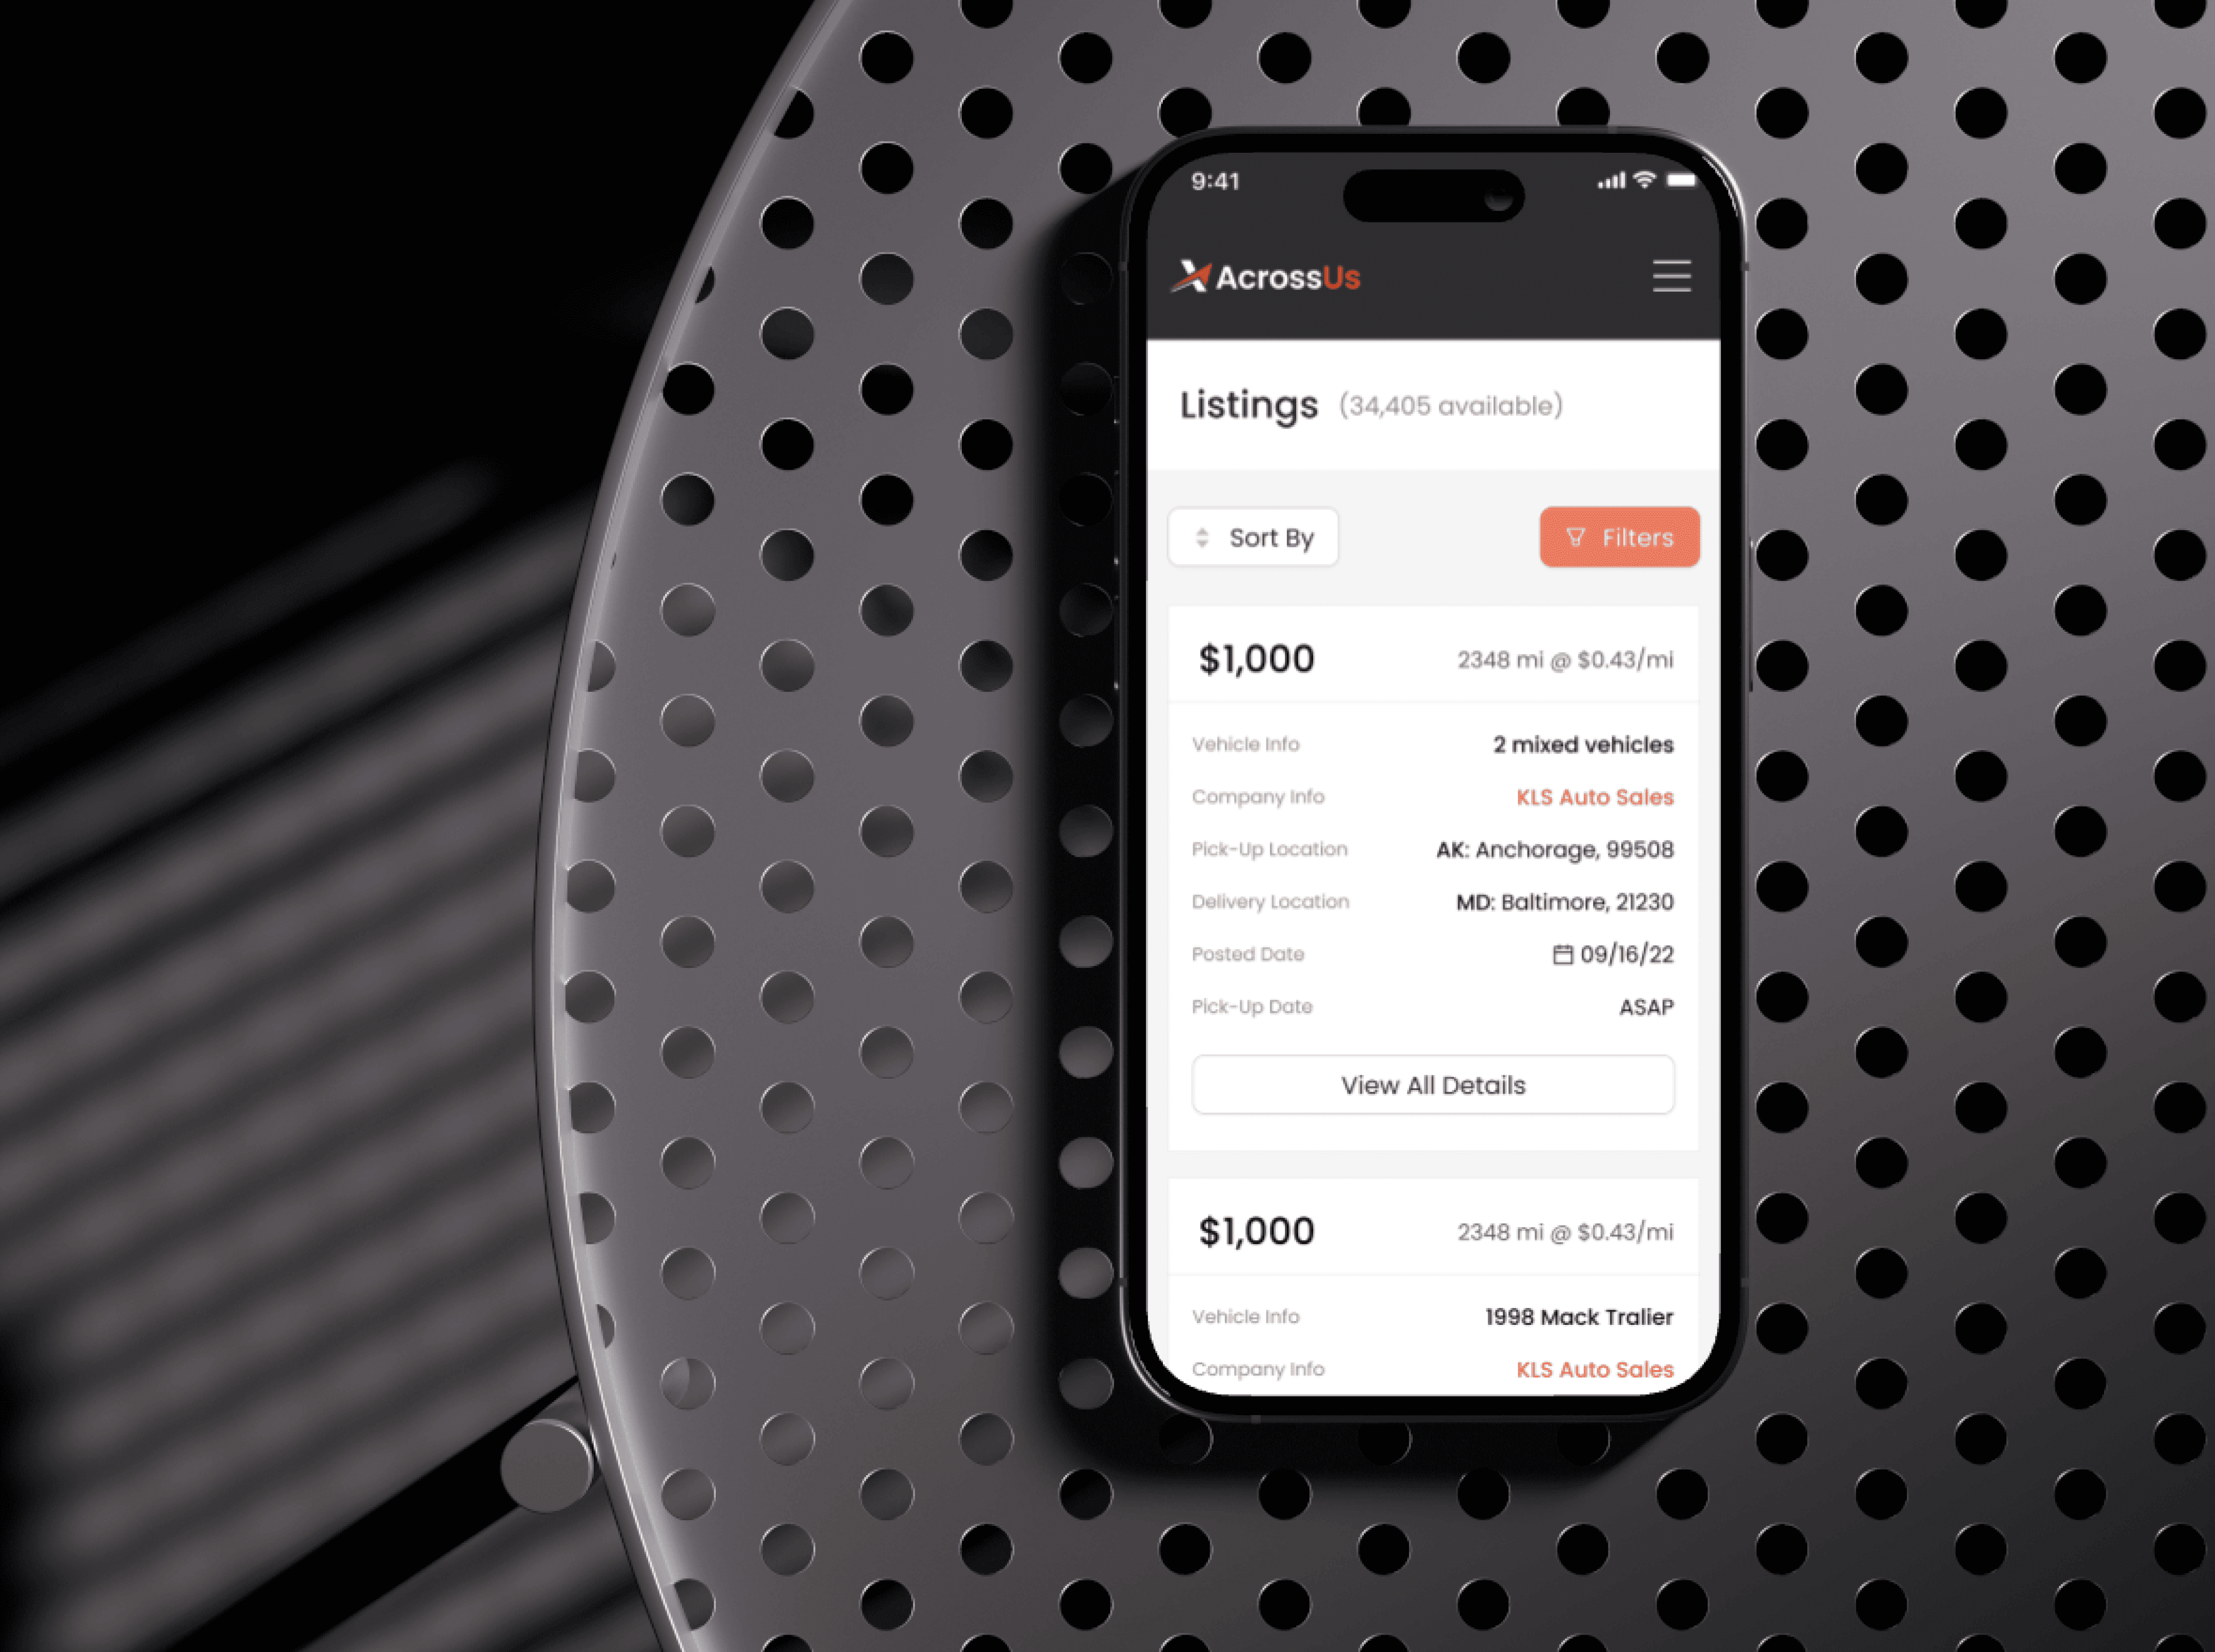 9:41
AcrossUs
Listings (34,405 available)
Sort By Filters
$1,000 2348 mi @ $0.43/mi
Vehicle Info 2 mixed vehicles
Company Info KLS Auto Sales
Pick-Up Location AK: Anchorage, 99508
Delivery Location MD: Baltimore, 21230
Posted Date 09/16/22
Pick-Up Date ASAP
View All Details
$1,000 2348 mi @ $0.43/mi
Vehicle Info 1998 Mack Tralier
Company Info KLS Auto Sales